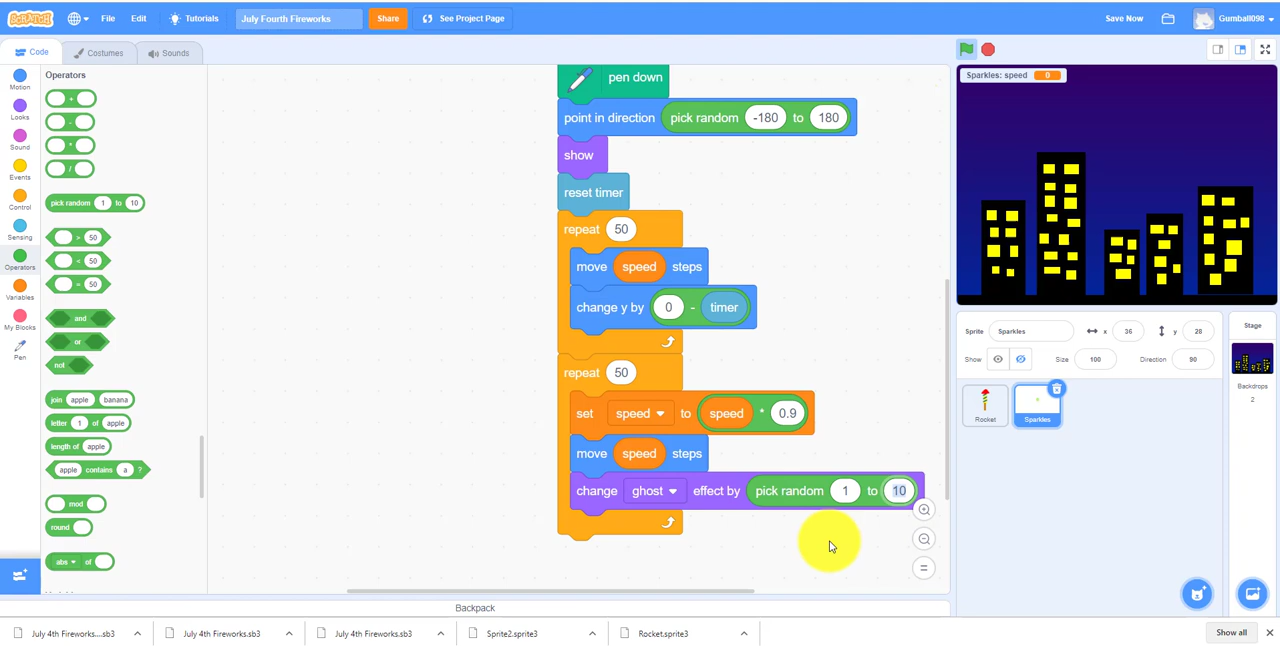 SCRATCH File Edit Tutorials July Fourth Fireworks Share See Project Page Save Now Gumball098
Code Costumes Sounds
Motion
Looks
Sound
Events
Control
Sensing
Operators
Variables
My Blocks
Pen
Operators
+
-
*
/
pick random 1 to 10
> 50
< 50
= 50
and
or
not
join apple banana
letter 1 of apple
length of apple
apple contains a ?
mod
round
abs of
pen down
point in direction pick random -180 to 180
show
reset timer
repeat 50
move speed steps
change y by 0 - timer
repeat 50
set speed to speed * 0.9
move speed steps
change ghost effect by pick random 1 to 10
Sparkles: speed 0
Sprite Sparkles x 36 y 28
Show Size 100 Direction 90
Rocket
Sparkles
Stage
Backdrops
2
Backpack
July 4th Fireworks....sb3 July 4th Fireworks.sb3 July 4th Fireworks.sb3 Sprite2.sprite3 Rocket.sprite3 Show all